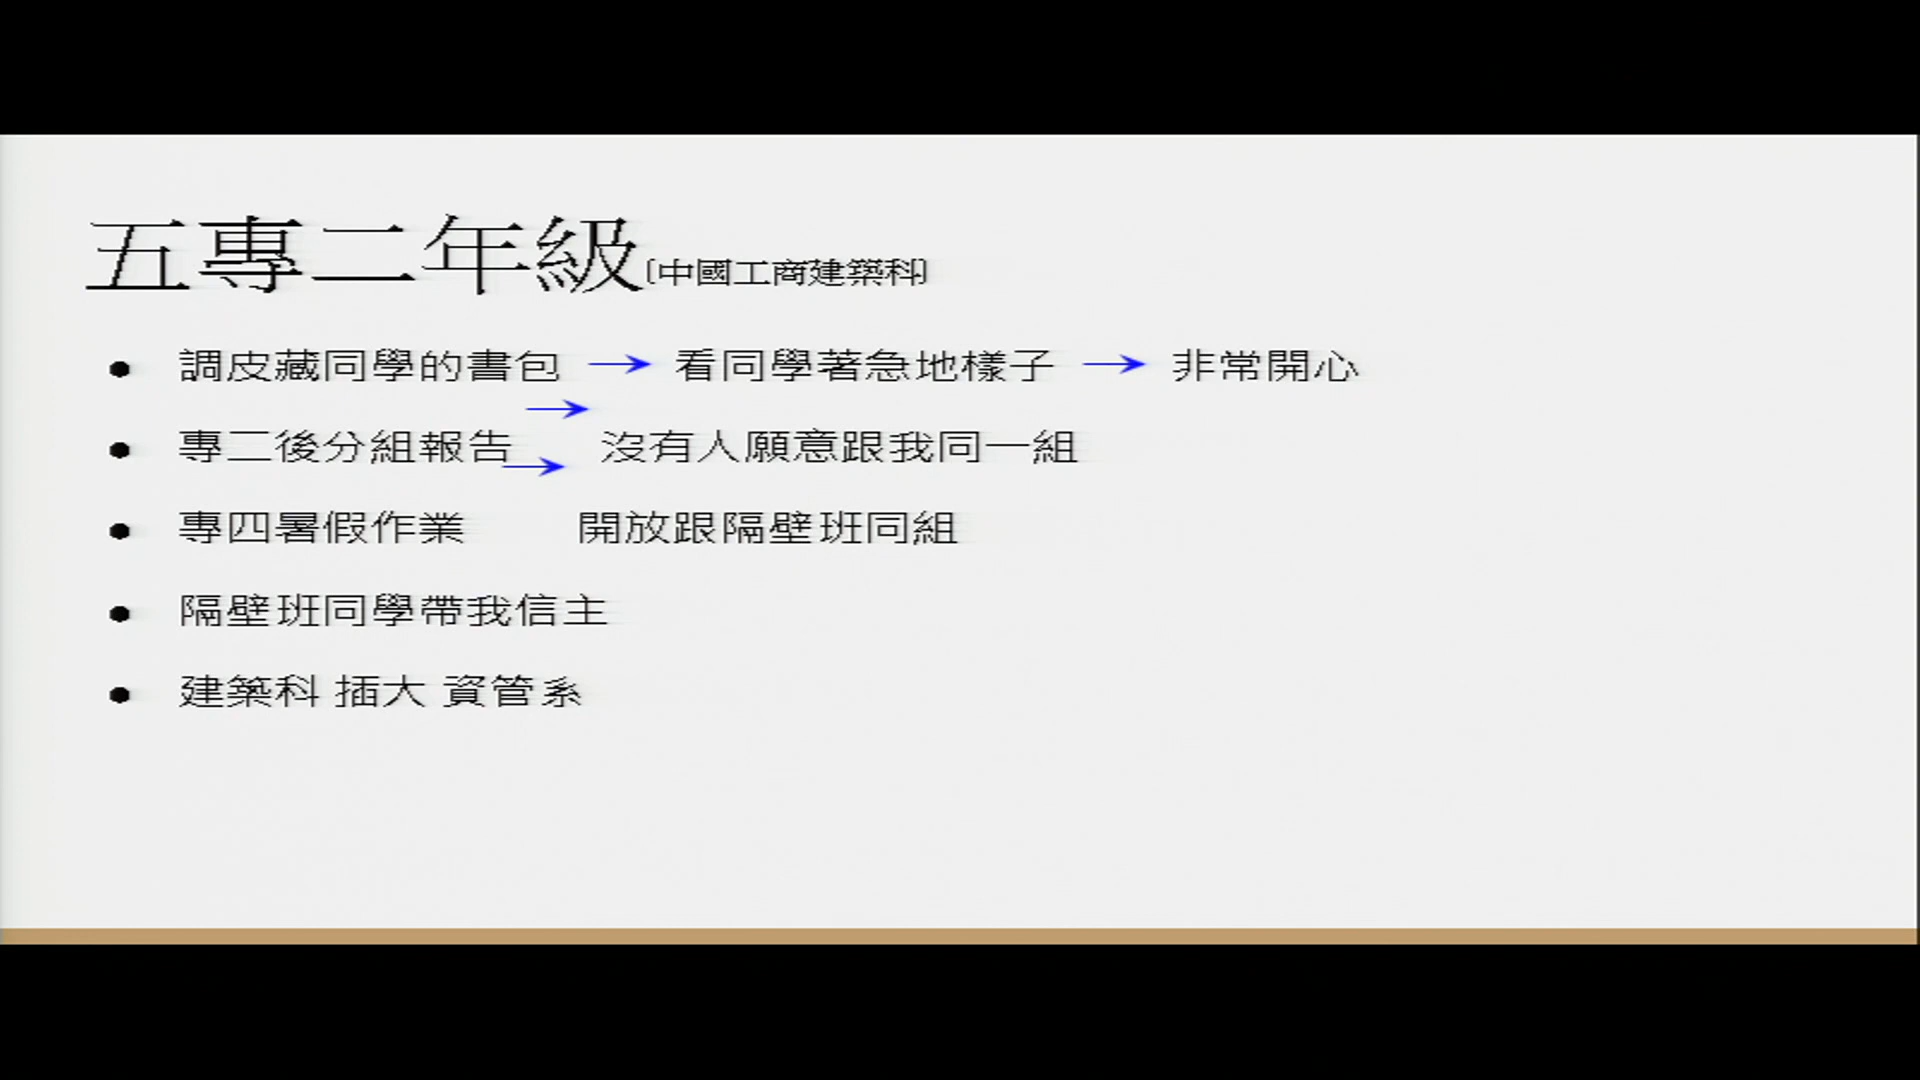 五專二年級(中國工商建築科)
調皮藏同學的書包 → 看同學著急地樣子 → 非常開心
專二後分組報告 → 沒有人願意跟我同一組
專四暑假作業 → 開放跟隔壁班同組
隔壁班同學帶我信主
建築科 插大 資管系